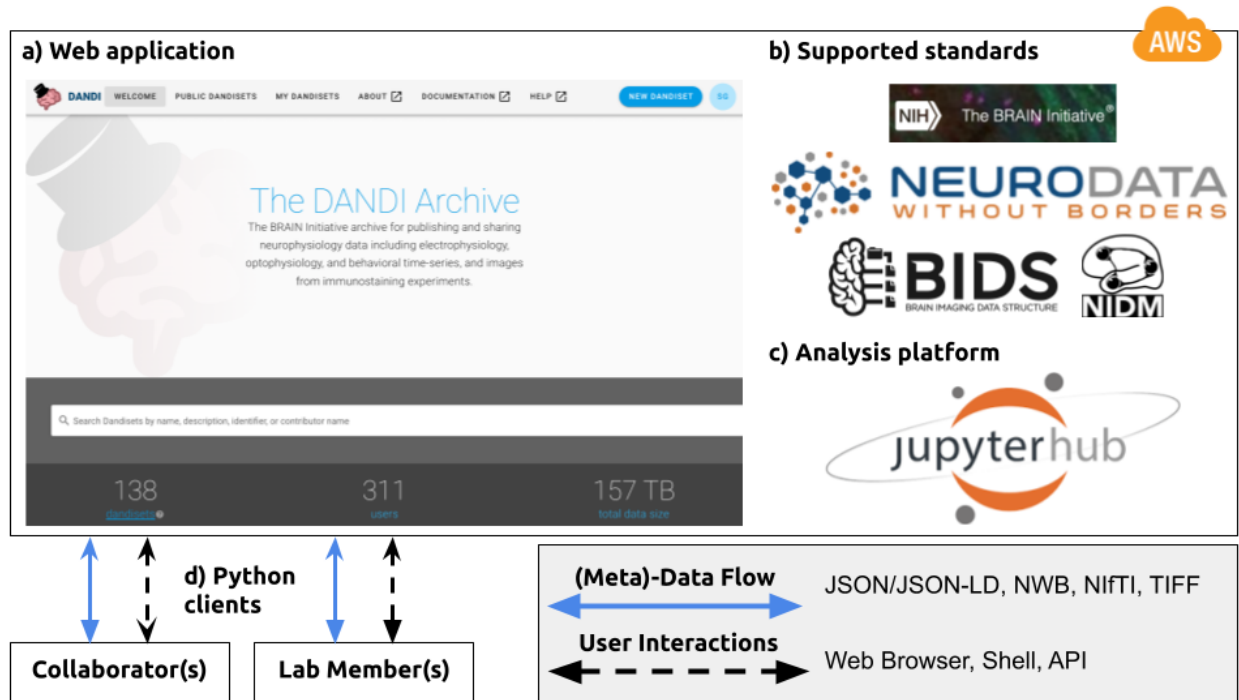 AWS
a) Web application
DANDI WELCOME PUBLIC DANDISETS MY DANDISETS ABOUT DOCUMENTATION HELP NEW DANDISET SG
The DANDI Archive
The BRAIN Initiative archive for publishing and sharing
neurophysiology data including electrophysiology,
optophysiology, and behavioral time-series, and images
from immunostaining experiments.
Search Dandisets by name, description, identifier, or contributor name
138 311 157 TB
dandisets users total data size
b) Supported standards
NIH The BRAIN Initiative®
NEURODATA
WITHOUT BORDERS
BIDS
BRAIN IMAGING DATA STRUCTURE
NIDM
c) Analysis platform
jupyterhub
d) Python
clients
Collaborator(s)
Lab Member(s)
(Meta)-Data Flow
JSON/JSON-LD, NWB, NIfTI, TIFF
User Interactions
Web Browser, Shell, API